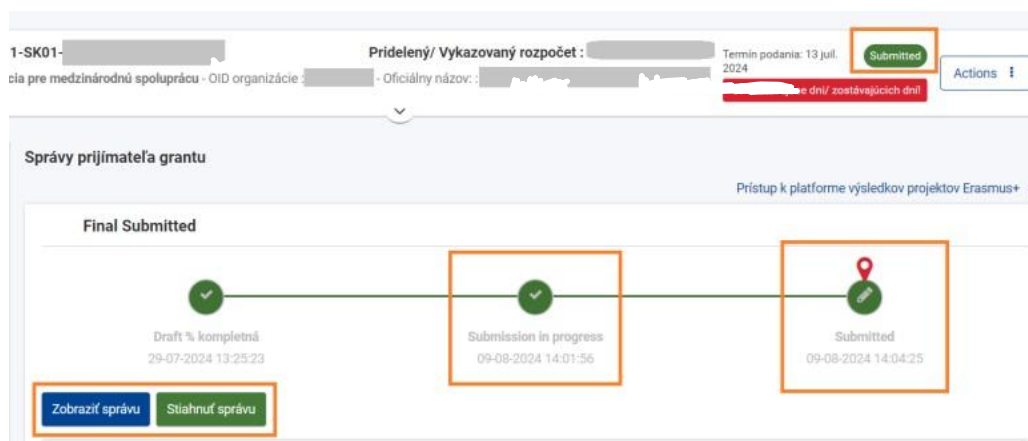 1-SK01-
Pridelený/ Vykazovaný rozpočet :
Termín podania: 13 juil.
2024
Submitted
Actions
cia pre medzinárodnú spoluprácu - OID organizácie :
- Oficiálny názov: :
e dni/ zostávajúcich dní!
Správy prijímateľa grantu
Prístup k platforme výsledkov projektov Erasmus+
Final Submitted
Draft % kompletná
Submission in progress
Submitted
29-07-2024 13:25:23
09-08-2024 14:01:56
09-08-2024 14:04:25
Zobraziť správu
Stiahnuť správu